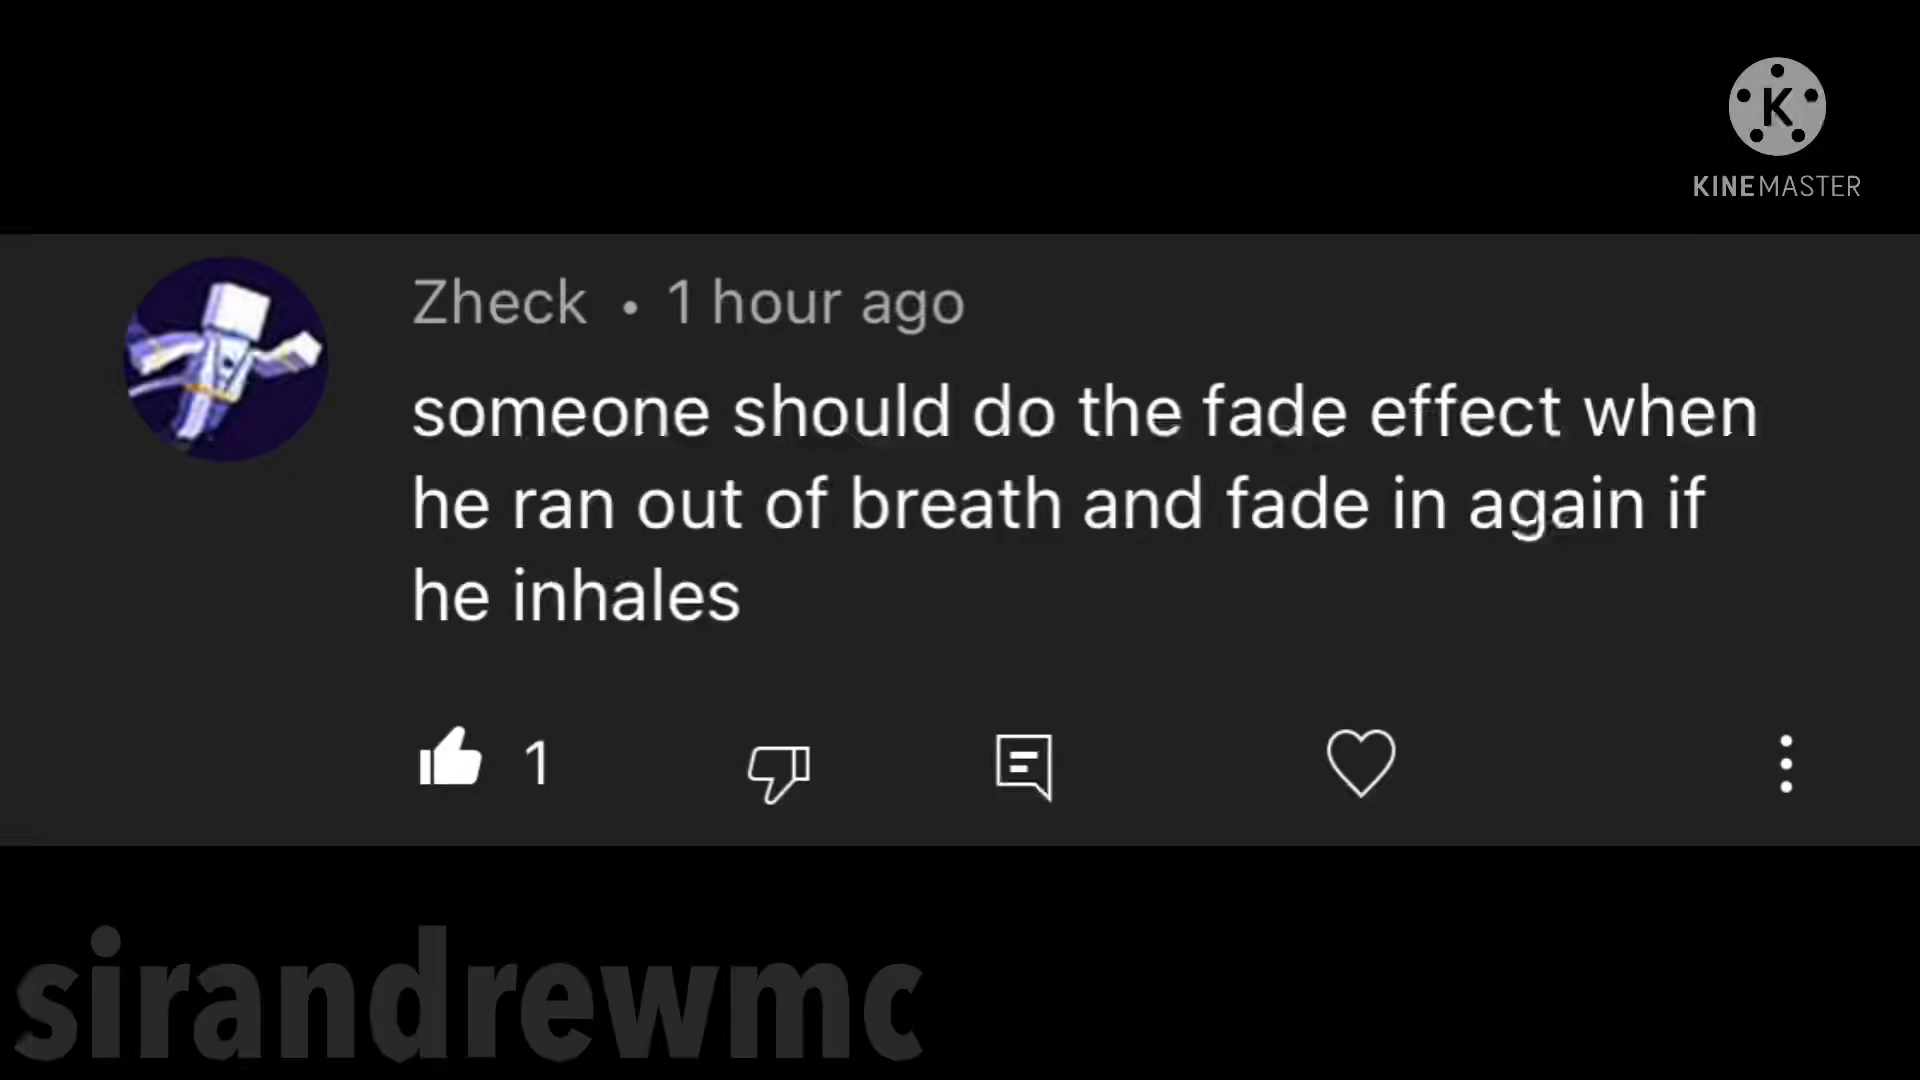 K
KINEMASTER
Zheck • 1 hour ago
someone should do the fade effect when
he ran out of breath and fade in again if
he inhales
1
sirandrewmc